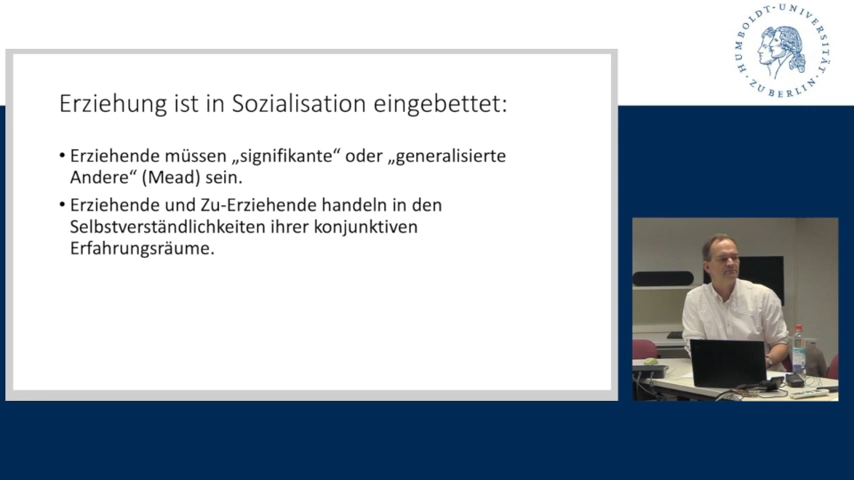 HUMBOLDT-UNIVERSITÄT
ZU BERLIN
Erziehung ist in Sozialisation eingebettet:
• Erziehende müssen „signifikante“ oder „generalisierte
Andere“ (Mead) sein.
• Erziehende und Zu-Erziehende handeln in den
Selbstverständlichkeiten ihrer konjunktiven
Erfahrungsräume.